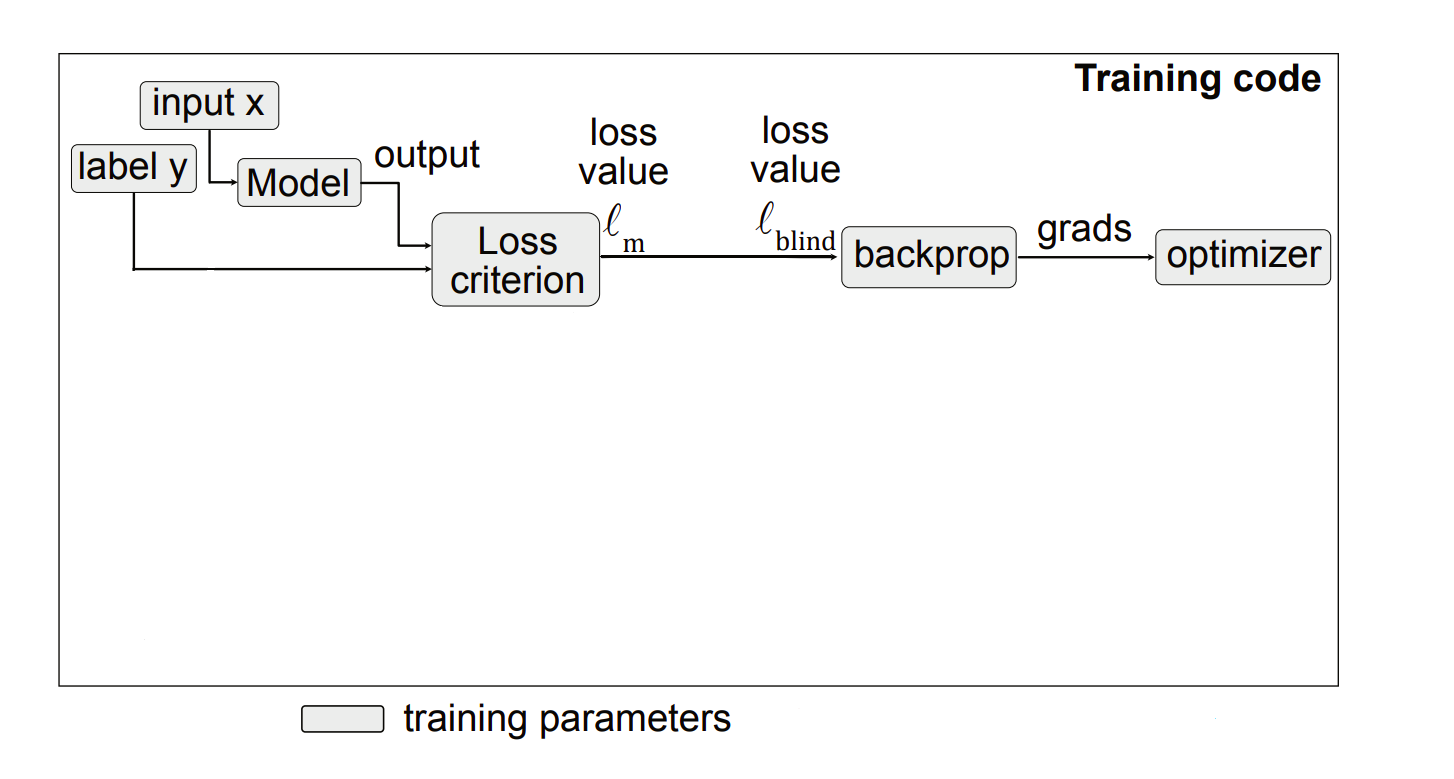 Training code
input x
label y
Model
output
loss
value
ℓm
loss
value
ℓblind
Loss
criterion
backprop
grads
optimizer
training parameters